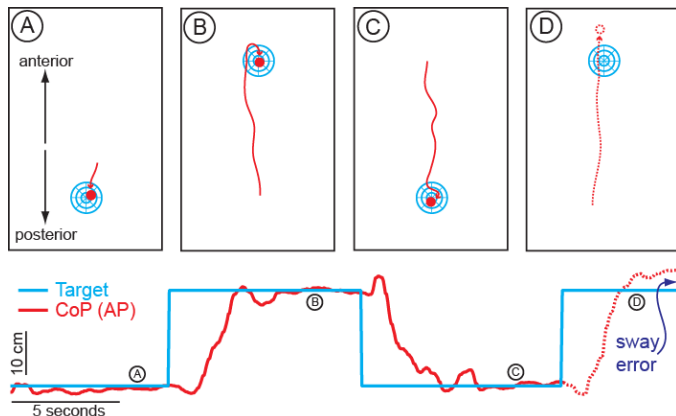 A
B
C
D
anterior
posterior
Target
CoP (AP)
10 cm
5 seconds
A
B
C
D
sway
error